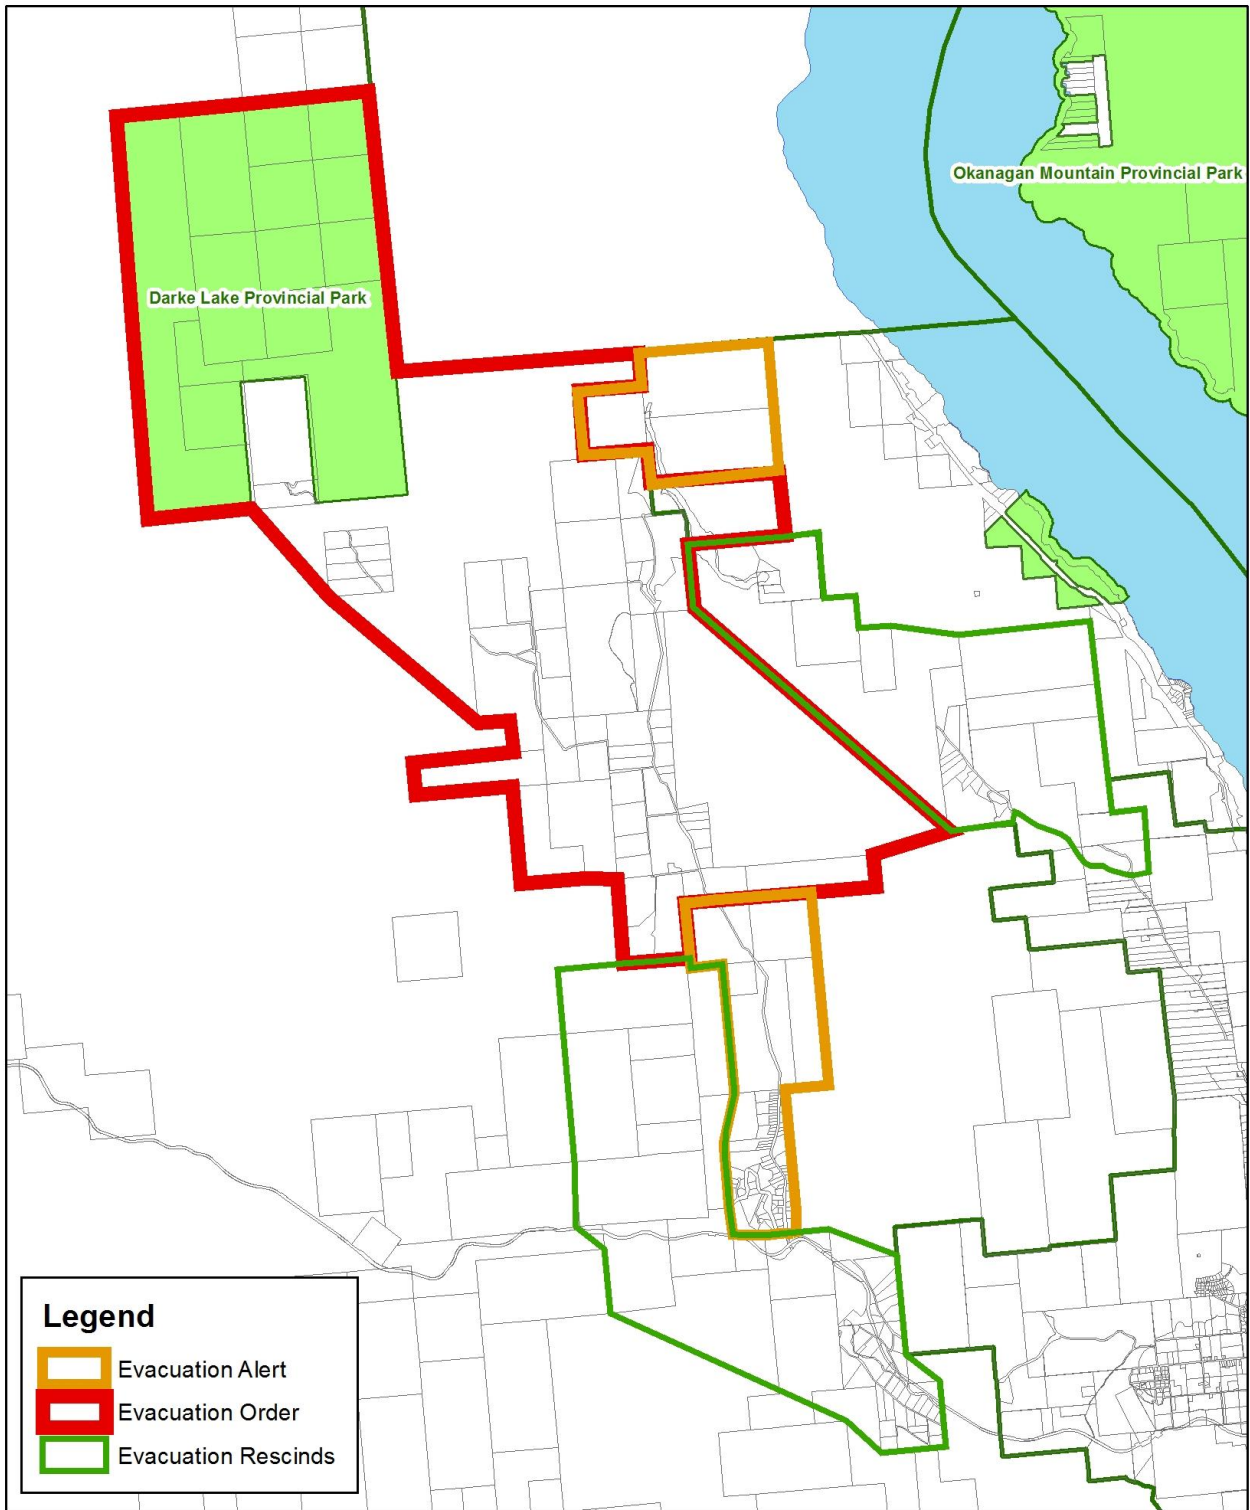 Okanagan Mountain Provincial Park
Darke Lake Provincial Park
Legend
Evacuation Alert
Evacuation Order
Evacuation Rescinds